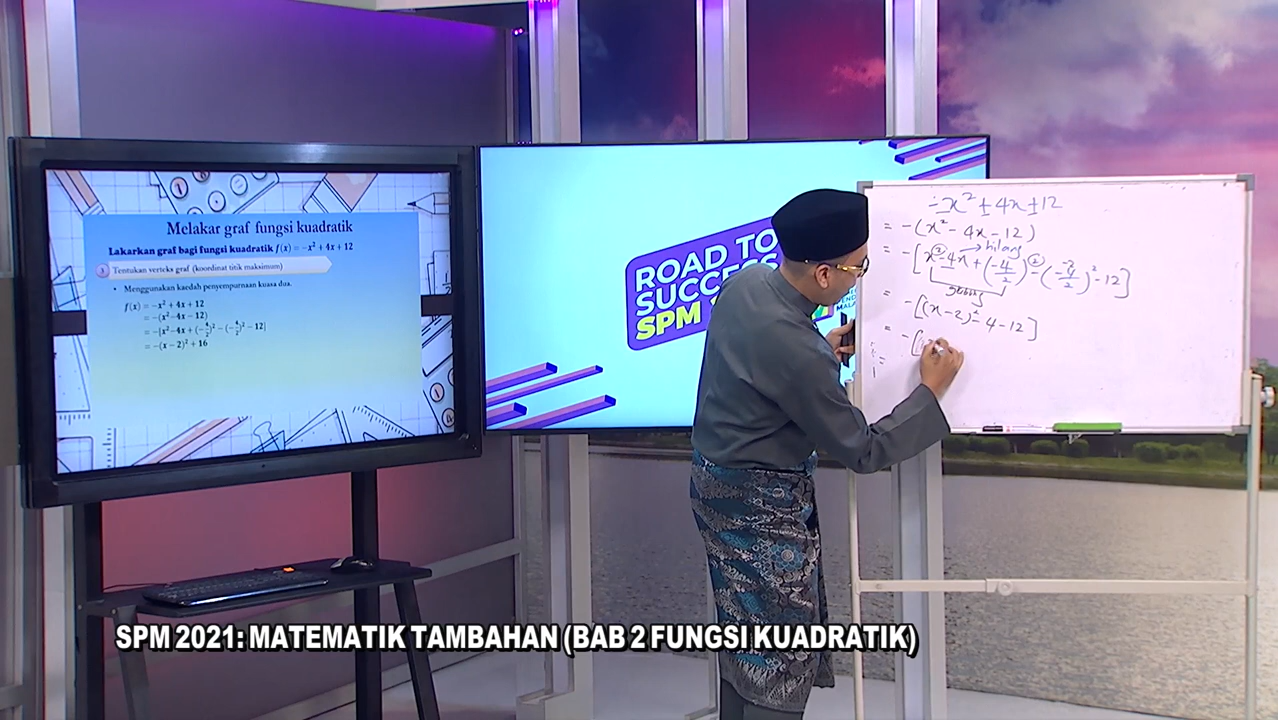 Melakar graf fungsi kuadratik
Lakarkan graf bagi fungsi kuadratik f(x) = −x² + 4x + 12
1 Tentukan verteks graf (koordinat titik maksimum)
• Menggunakan kaedah penyempurnaan kuasa dua.
f(x) = −x² + 4x + 12
= −(x² − 4x − 12)
= −[x² − 4x + (−4/2)² − (−4/2)² − 12]
= −(x − 2)² + 16
ROAD TO
SUCCESS
SPM
−x² + 4x + 12
= −(x² − 4x − 12)
hilang
= −[x² − 4x + (−4/2)² − (−4/2)² − 12]
= −[(x − 2)² − 4 − 12]
= −[(x
=
SPM 2021: MATEMATIK TAMBAHAN (BAB 2 FUNGSI KUADRATIK)